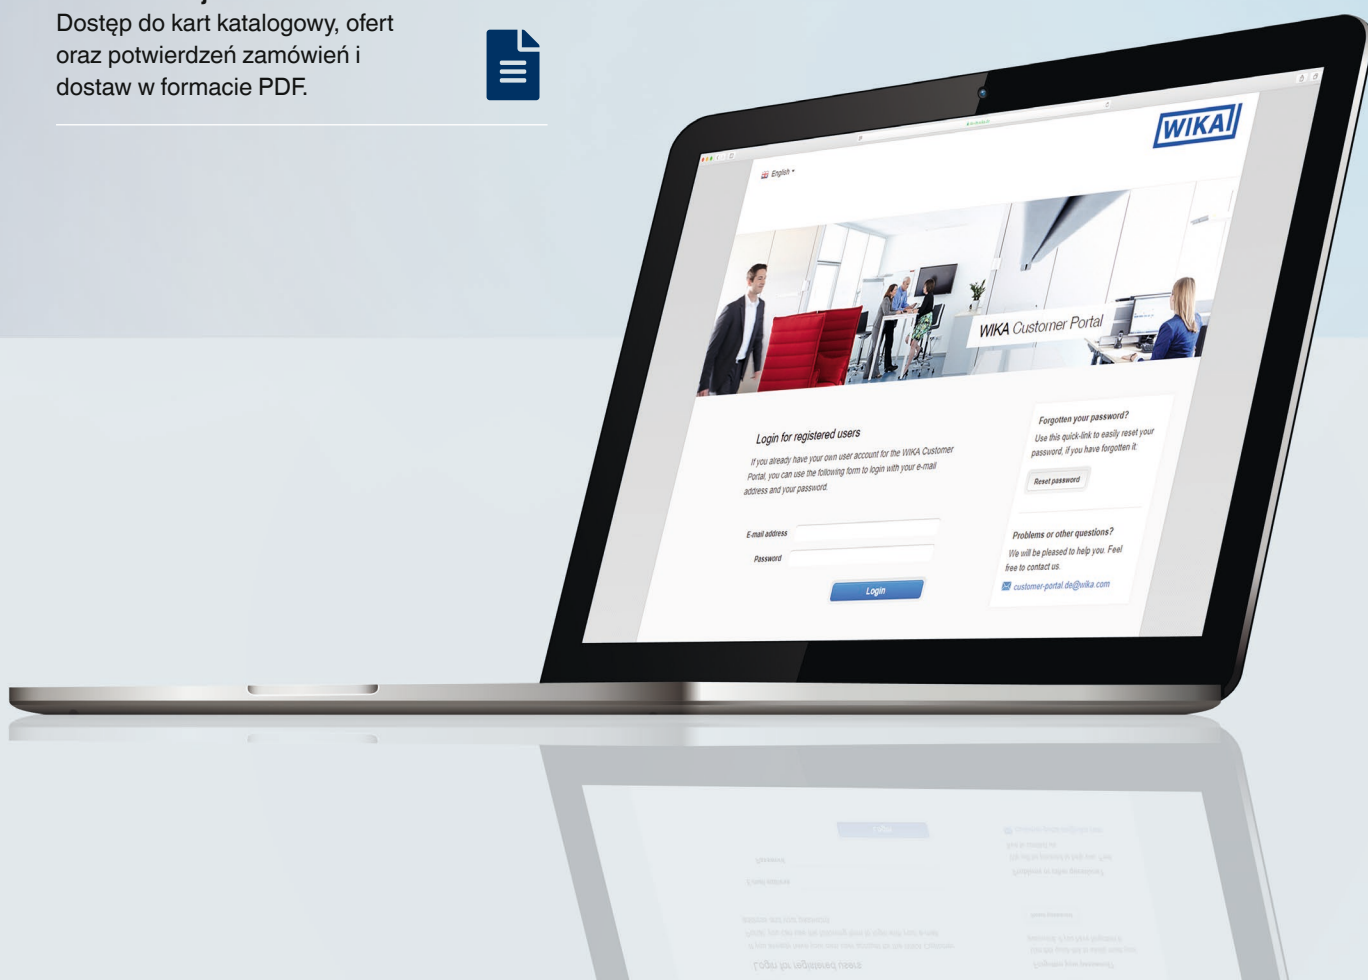 Dostęp do kart katalogowy, ofert
oraz potwierdzeń zamówień i
dostaw w formacie PDF.
WIKA
English
WIKA Customer Portal
Login for registered users
If you already have your own user account for the WIKA Customer
Portal, you can use the following form to login with your e-mail
address and your password.
E-mail address
Password
Login
Forgotten your password?
Use this quick-link to easily reset your
password, if you have forgotten it:
Reset password
Problems or other questions?
We will be pleased to help you. Feel
free to contact us.
customer-portal.de@wika.com